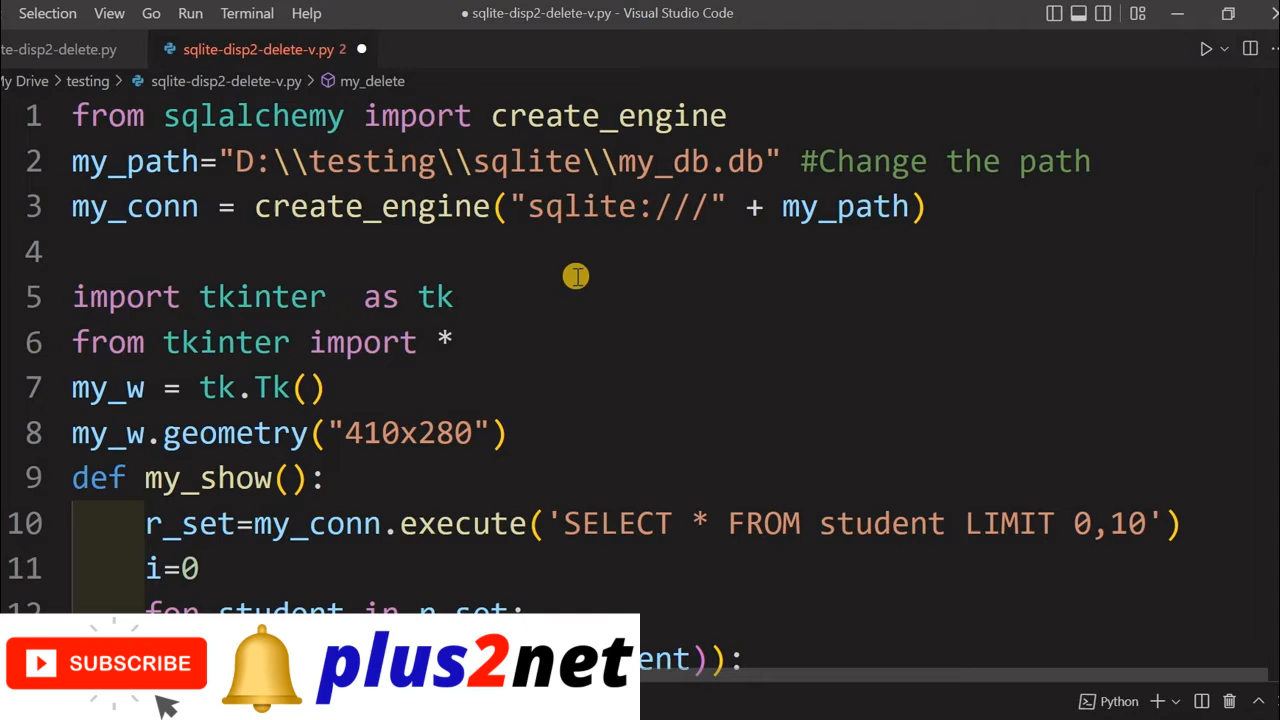 Selection View Go Run Terminal Help ● sqlite-disp2-delete-v.py - Visual Studio Code
te-disp2-delete.py sqlite-disp2-delete-v.py 2 ●
My Drive > testing > sqlite-disp2-delete-v.py > my_delete
1 from sqlalchemy import create_engine
2 my_path="D:\\testing\\sqlite\\my_db.db" #Change the path
3 my_conn = create_engine("sqlite:///" + my_path)
4
5 import tkinter  as tk
6 from tkinter import *
7 my_w = tk.Tk()
8 my_w.geometry("410x280")
9 def my_show():
10 r_set=my_conn.execute('SELECT * FROM student LIMIT 0,10')
11 i=0
12 for student in r_set:
ent)):
SUBSCRIBE plus2net
Python